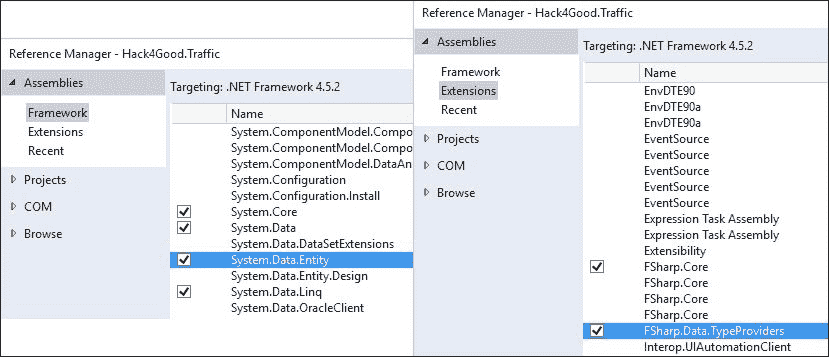 Reference Manager - Hack4Good.Traffic
Assemblies
Framework
Extensions
Recent
Projects
COM
Browse
Targeting: .NET Framework 4.5.2
Name
System.ComponentModel.Compo
System.ComponentModel.Compo
System.ComponentModel.DataAn
System.Configuration
System.Configuration.Install
System.Core
System.Data
System.Data.DataSetExtensions
System.Data.Entity
System.Data.Entity.Design
System.Data.Linq
System.Data.OracleClient
Reference Manager - Hack4Good.Traffic
Assemblies
Framework
Extensions
Recent
Projects
COM
Browse
Targeting: .NET Framework 4.5.2
Name
EnvDTE90
EnvDTE90a
EnvDTE90a
EventSource
EventSource
EventSource
EventSource
EventSource
Expression Task Assembly
Expression Task Assembly
Extensibility
FSharp.Core
FSharp.Core
FSharp.Core
FSharp.Core
FSharp.Data.TypeProviders
Interop.UIAutomationClient